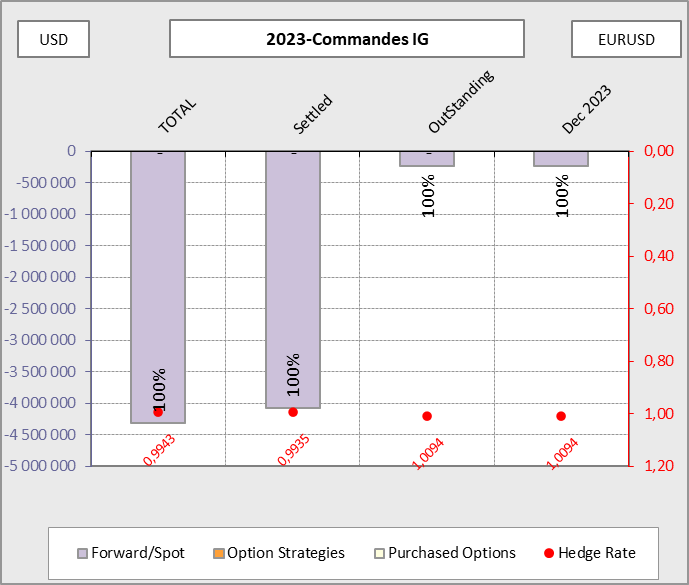 USD
2023-Commandes IG
EURUSD
TOTAL
Settled
OutStanding
Dec 2023
0
-500 000
-1 000 000
-1 500 000
-2 000 000
-2 500 000
-3 000 000
-3 500 000
-4 000 000
-4 500 000
-5 000 000
-
-
-
100%
100%
100%
100%
0,9943
0,9935
1,0094
1,0094
0,00
0,20
0,40
0,60
0,80
1,00
1,20
Forward/Spot
Option Strategies
Purchased Options
Hedge Rate